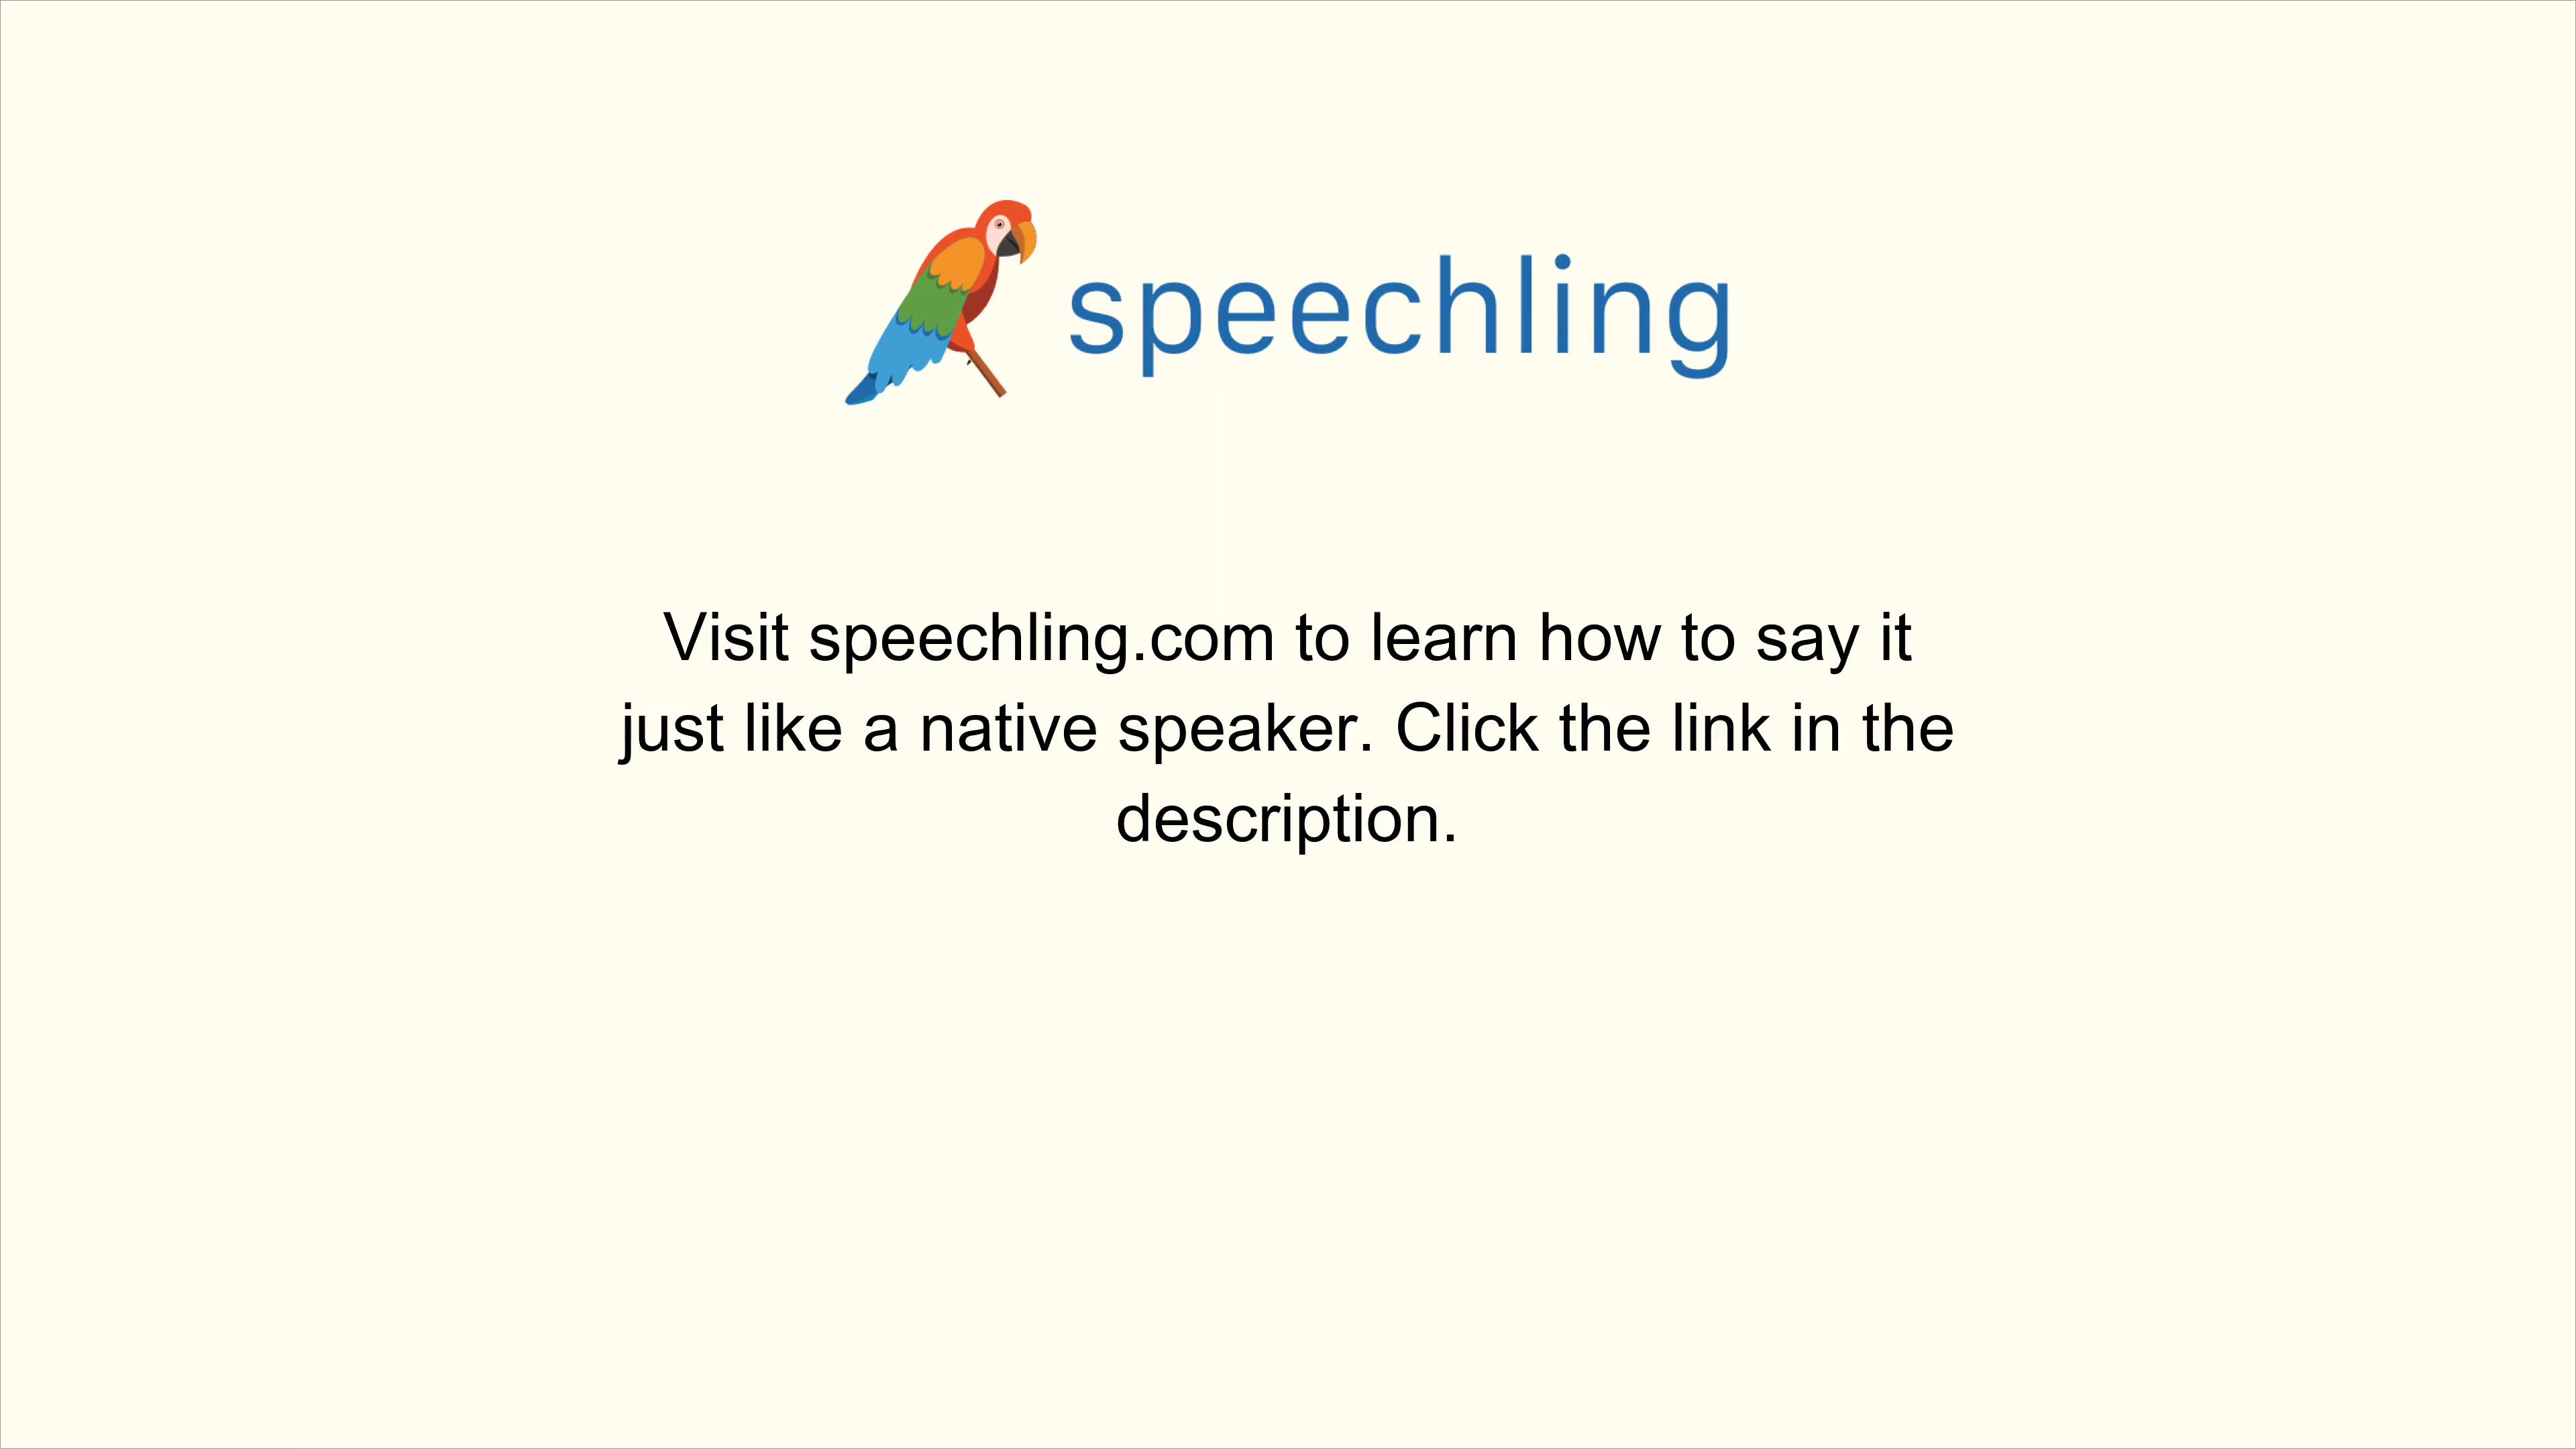 speechling
Visit speechling.com to learn how to say it
just like a native speaker. Click the link in the
description.